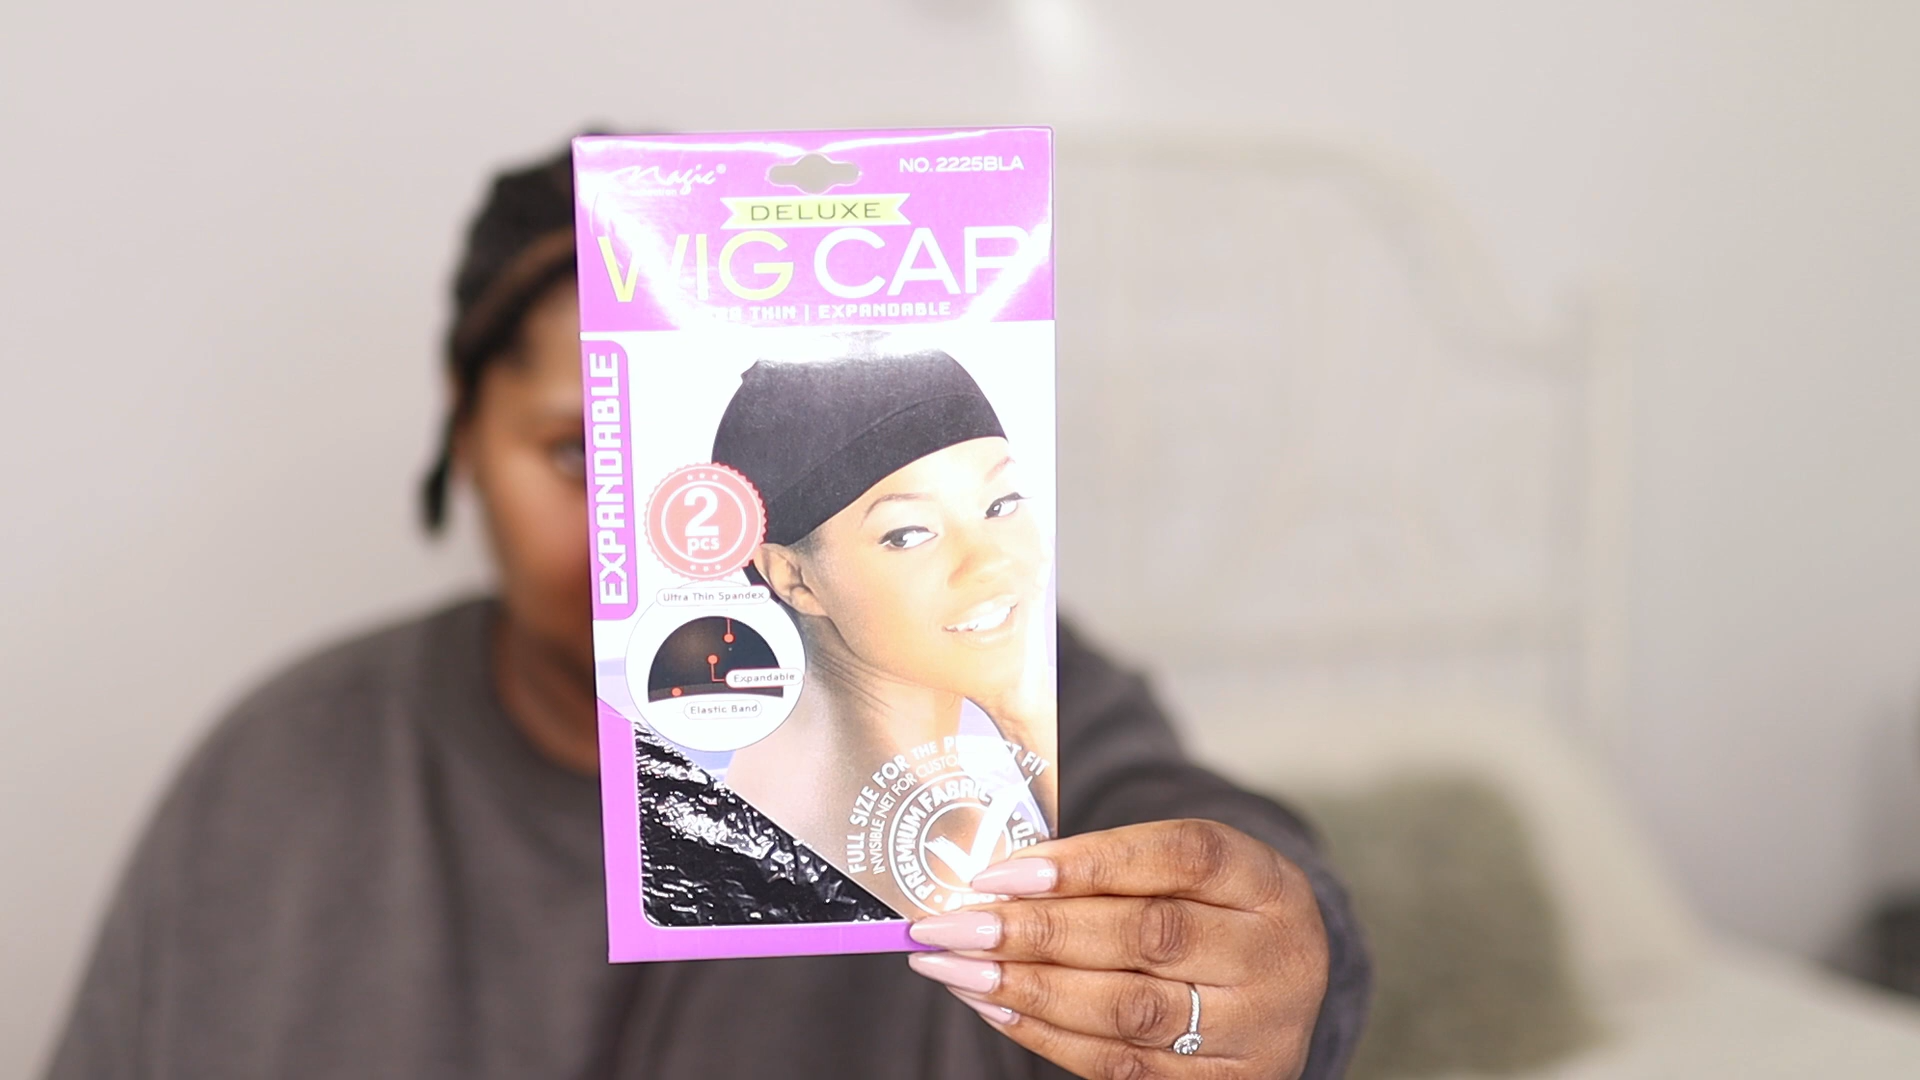 Magic®
NO. 2225BLA
DELUXE
WIG CAP
THIN | EXPANDABLE
EXPANDABLE
2
pcs
Ultra Thin Spandex
Expandable
Elastic Band
FULL SIZE FOR THE FIT
INVISIBLE NET FOR
PREMIUM FABRIC